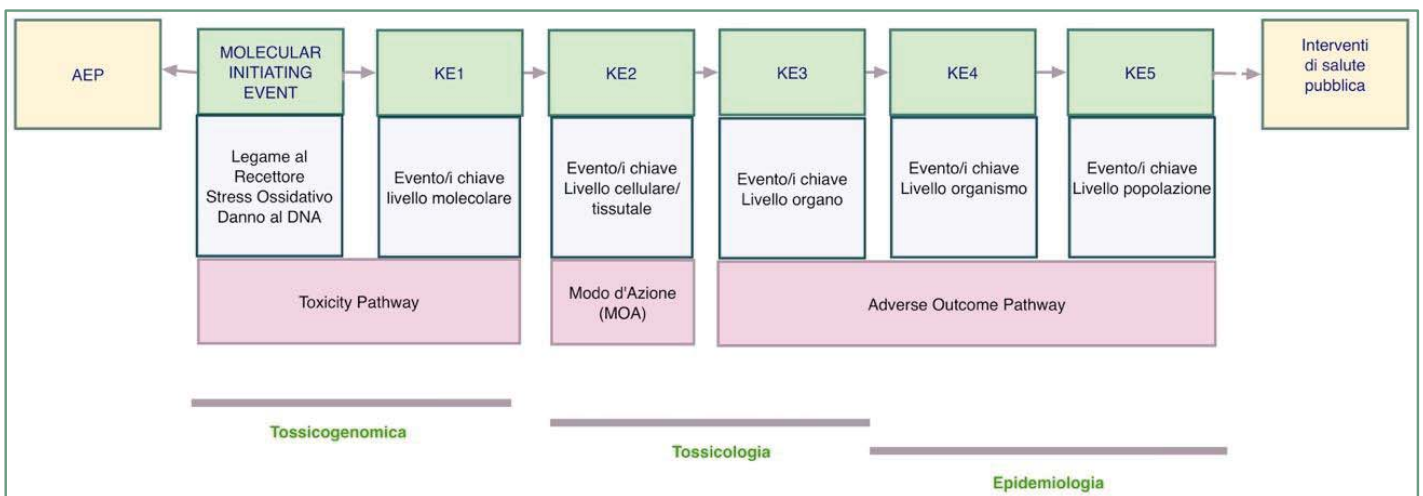 AEP
MOLECULAR
INITIATING
EVENT
KE1
KE2
KE3
KE4
KE5
Interventi
di salute
pubblica
Legame al
Recettore
Stress Ossidativo
Danno al DNA
Evento/i chiave
livello molecolare
Evento/i chiave
Livello cellulare/
tissutale
Evento/i chiave
Livello organo
Evento/i chiave
Livello organismo
Evento/i chiave
Livello popolazione
Toxicity Pathway
Modo d'Azione
(MOA)
Adverse Outcome Pathway
Tossicogenomica
Tossicologia
Epidemiologia